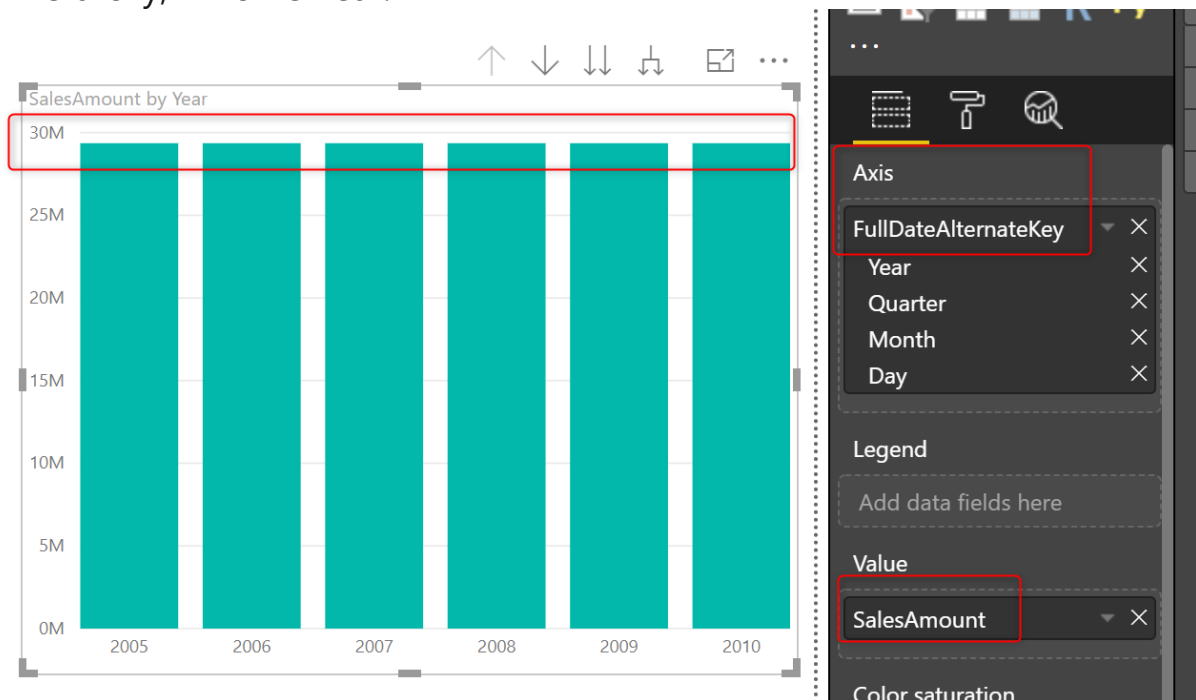 SalesAmount by Year
30M
25M
20M
15M
10M
5M
0M
2005 2006 2007 2008 2009 2010
Axis
FullDateAlternateKey
Year
Quarter
Month
Day
Legend
Add data fields here
Value
SalesAmount
Color saturation